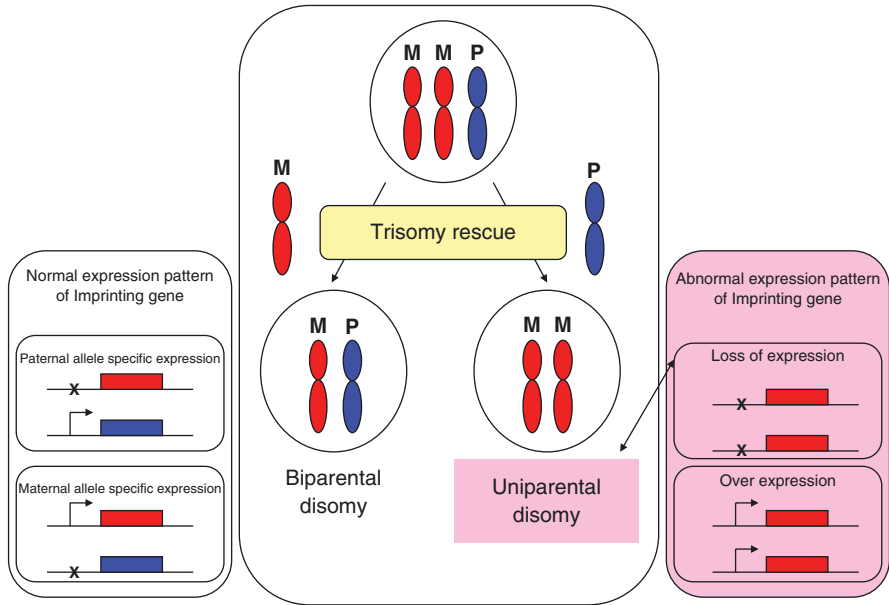 M M P
M
P
Trisomy rescue
Normal expression pattern
of Imprinting gene
Paternal allele specific expression
x
Maternal allele specific expression
x
M P
M M
Biparental
disomy
Uniparental
disomy
Abnormal expression pattern
of Imprinting gene
Loss of expression
x
x
Over expression